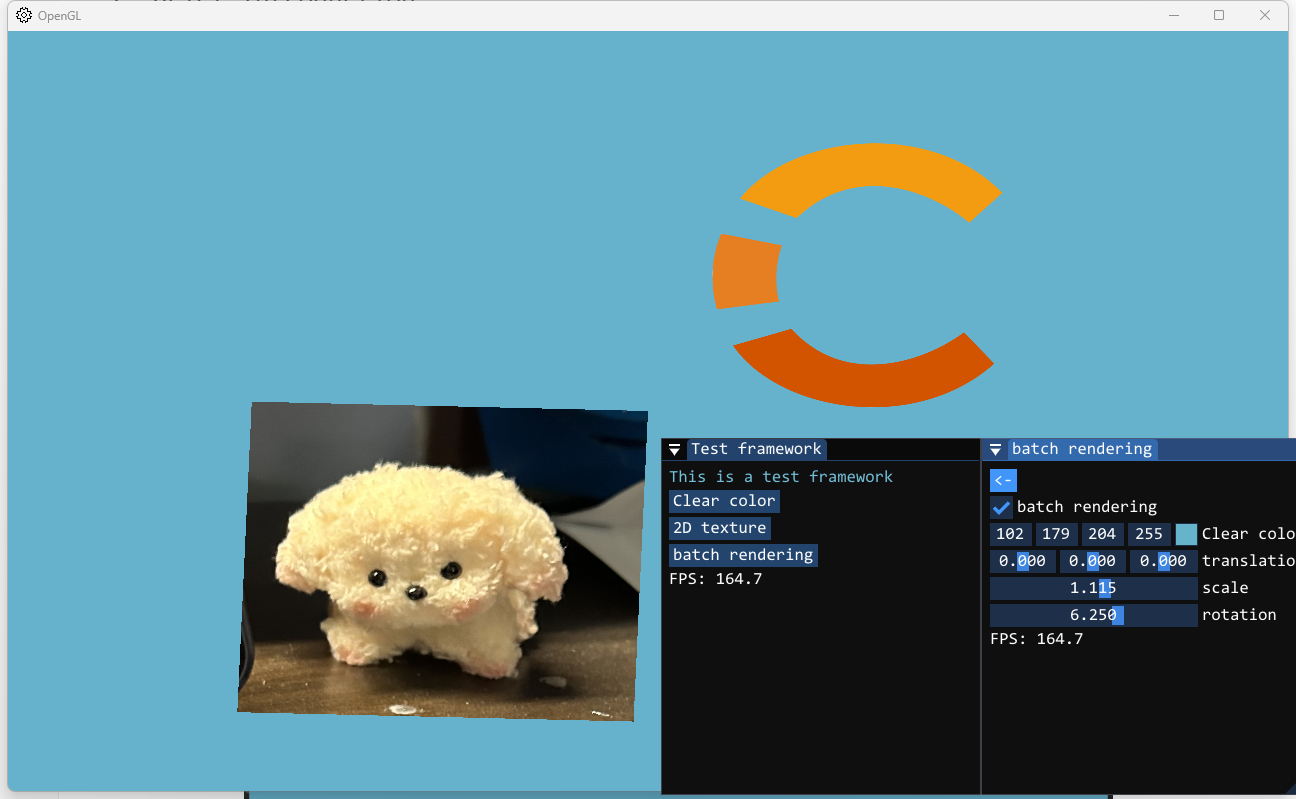 OpenGL
Test framework
This is a test framework
Clear color
2D texture
batch rendering
FPS: 164.7
batch rendering
<-
batch rendering
102 179 204 255 Clear colo
0.000 0.000 0.000 translatio
1.115 scale
6.250 rotation
FPS: 164.7